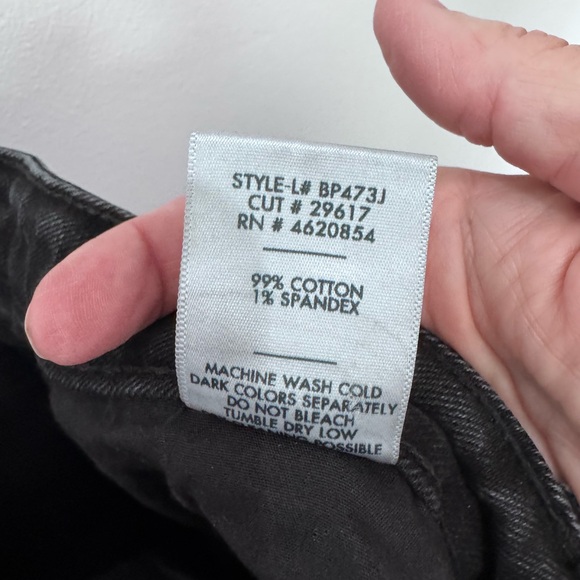 STYLE-L# BP473J
CUT # 29617
RN # 4620854
99% COTTON
1% SPANDEX
MACHINE WASH COLD
DARK COLORS SEPARATELY
DO NOT BLEACH
TUMBLE DRY LOW
POSSIBLE